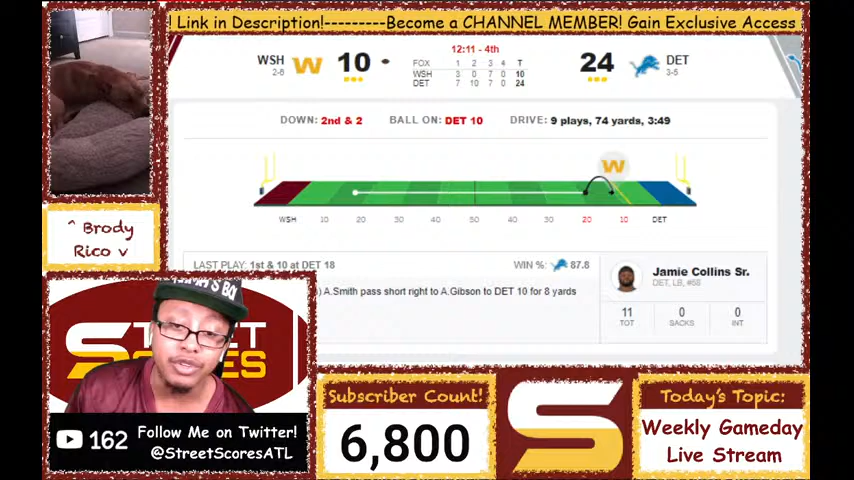 ! Link in Description!---------Become a CHANNEL MEMBER! Gain Exclusive Access
WSH
2-6
W
10
12:11 - 4th
FOX 1 2 3 4 T
WSH 3 0 7 0 10
DET 7 10 7 0 24
24
DET
3-5
DOWN: 2nd & 2 BALL ON: DET 10 DRIVE: 9 plays, 74 yards, 3:49
W
WSH 10 20 30 40 50 40 30 20 10 DET
^ Brody
Rico v
LAST PLAY: 1st & 10 at DET 18
WIN %: 87.8
) A.Smith pass short right to A.Gibson to DET 10 for 8 yards
Jamie Collins Sr.
DET, LB, #58
11 0 0
TOT SACKS INT
STREET
SCORES
162
Follow Me on Twitter!
@StreetScoresATL
Subscriber Count!
6,800
S
Today's Topic:
Weekly Gameday
Live Stream